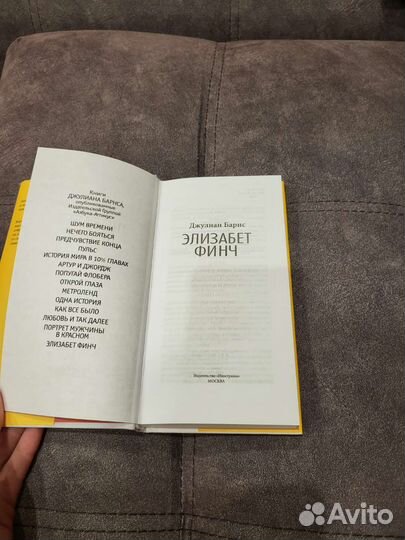 Книги
ДЖУЛИАНА БАРНСА,
опубликованные
Издательской Группой
«Азбука-Аттикус»
ШУМ ВРЕМЕНИ
НЕЧЕГО БОЯТЬСЯ
ПРЕДЧУВСТВИЕ КОНЦА
ПУЛЬС
ИСТОРИЯ МИРА В 10½ ГЛАВАХ
АРТУР И ДЖОРДЖ
ПОПУГАЙ ФЛОБЕРА
ОТКРОЙ ГЛАЗА
МЕТРОЛЕНД
ОДНА ИСТОРИЯ
КАК ВСЕ БЫЛО
ЛЮБОВЬ И ТАК ДАЛЕЕ
ПОРТРЕТ МУЖЧИНЫ
В КРАСНОМ
ЭЛИЗАБЕТ ФИНЧ
Джулиан Барнс
ЭЛИЗАБЕТ
ФИНЧ
Издательство «Иностранка»
МОСКВА
Avito